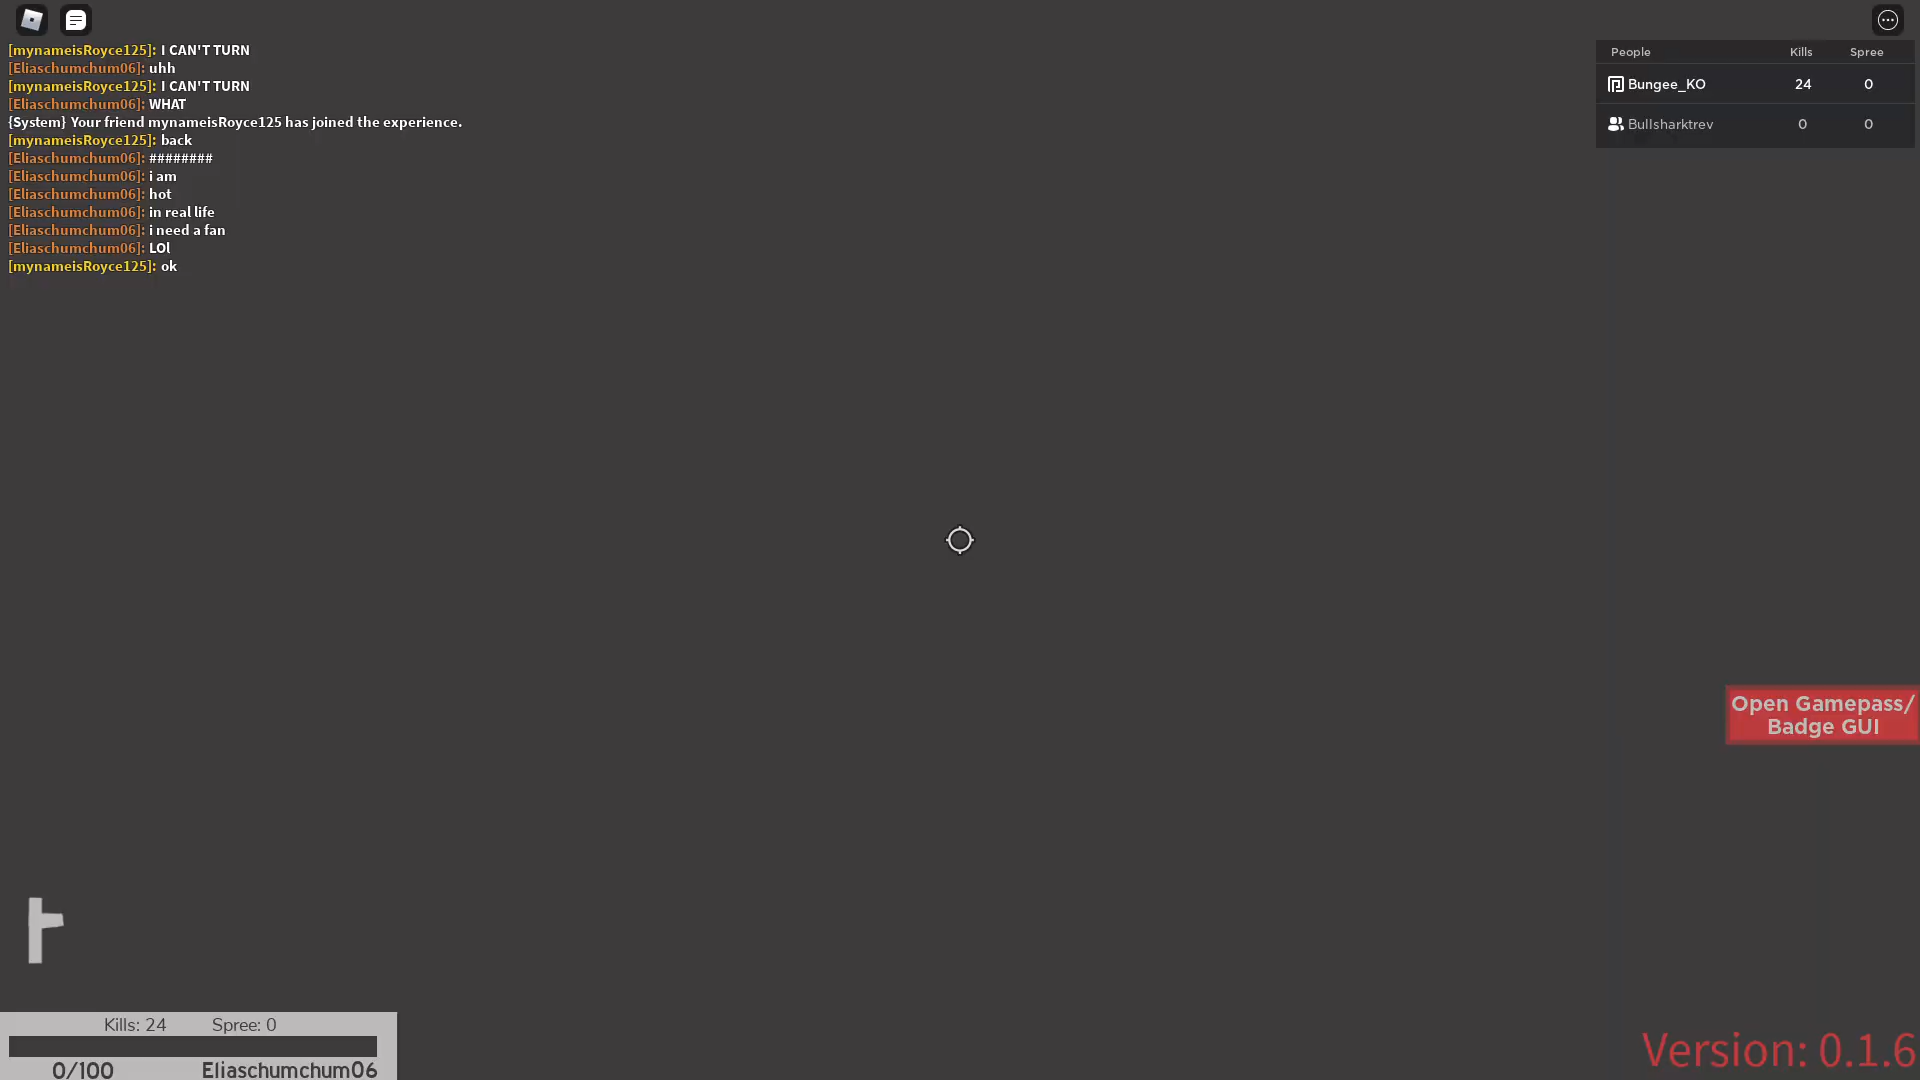 [mynameisRoyce125]: I CAN'T TURN
[Eliaschumchum06]: uhh
[mynameisRoyce125]: I CAN'T TURN
[Eliaschumchum06]: WHAT
{System} Your friend mynameisRoyce125 has joined the experience.
[mynameisRoyce125]: back
[Eliaschumchum06]: ########
[Eliaschumchum06]: i am
[Eliaschumchum06]: hot
[Eliaschumchum06]: in real life
[Eliaschumchum06]: i need a fan
[Eliaschumchum06]: LOl
[mynameisRoyce125]: ok
People Kills Spree
Bungee_KO 24 0
Bullsharktrev 0 0
Open Gamepass/
Badge GUI
Kills: 24 Spree: 0
0/100 Eliaschumchum06
Version: 0.1.6